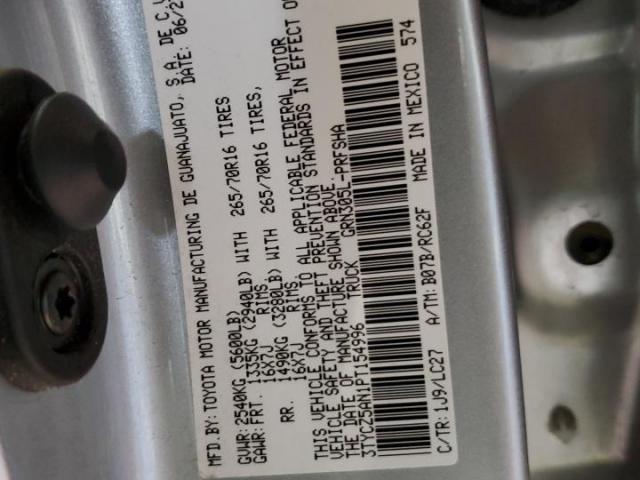 MFD.BY: TOYOTA MOTOR MANUFACTURING DE GUANAJUATO, S.A. DE C.V
DATE: 06/2
GVWR: 2540KG (5600LB)
GAWR: FRT. 1335KG (2940LB) WITH 265/70R16 TIRES
16X7J RIMS
RR. 1490KG (3280LB) WITH 265/70R16 TIRES,
16X7J RIMS
THIS VEHICLE CONFORMS TO ALL APPLICABLE FEDERAL MOTOR
VEHICLE SAFETY AND THEFT PREVENTION STANDARDS IN EFFECT O
THE DATE OF MANUFACTURE SHOWN ABOVE.
3TYCZ5AN1PT154996 TRUCK GRN305L-PRFSHA
C/TR: 1J9/LC27 A/TM: B07B/RC62F MADE IN MEXICO 574